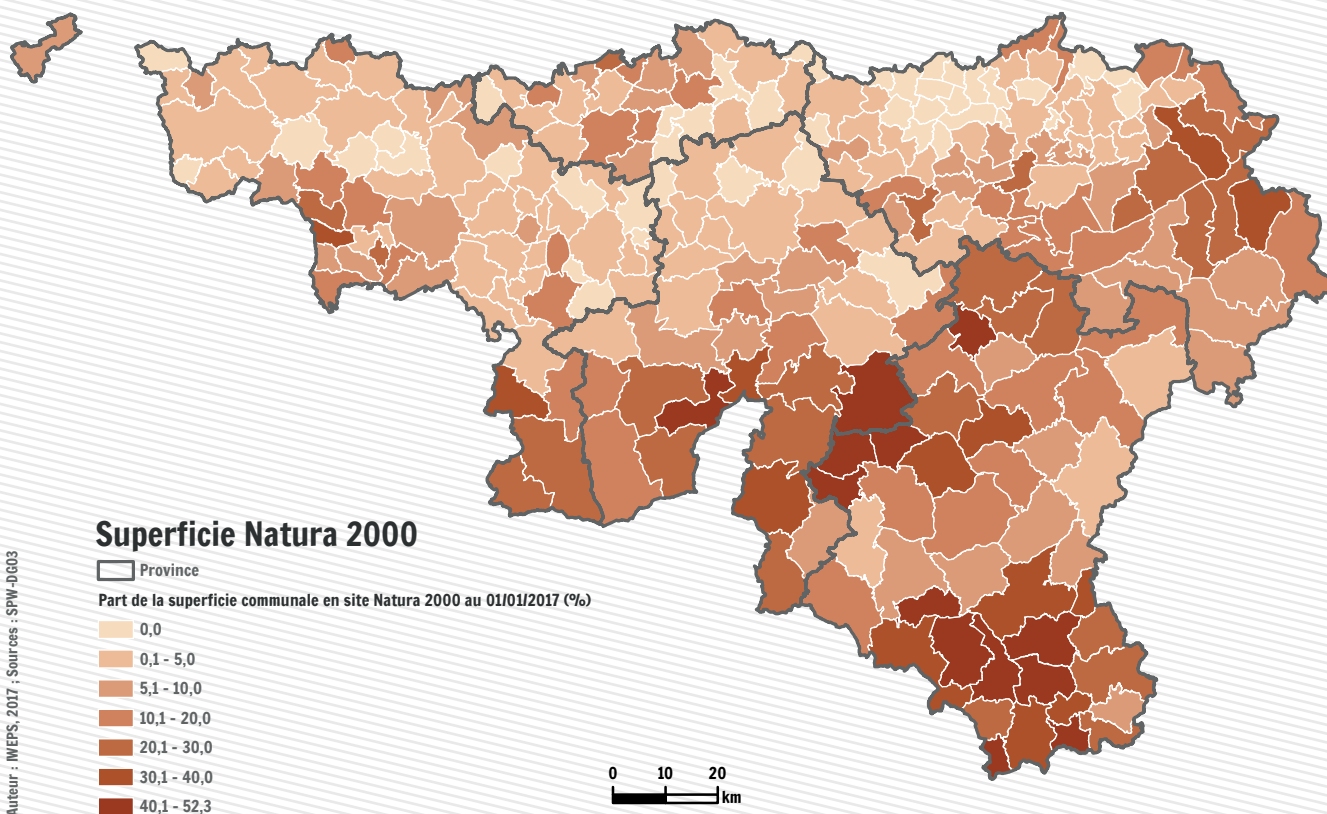 Superficie Natura 2000
Province
Part de la superficie communale en site Natura 2000 au 01/01/2017 (%)
0,0
0,1 - 5,0
5,1 - 10,0
10,1 - 20,0
20,1 - 30,0
30,1 - 40,0
40,1 - 52,3
0 10 20
km
Auteur : IWEPS, 2017 ; Sources : SPW-DGO3